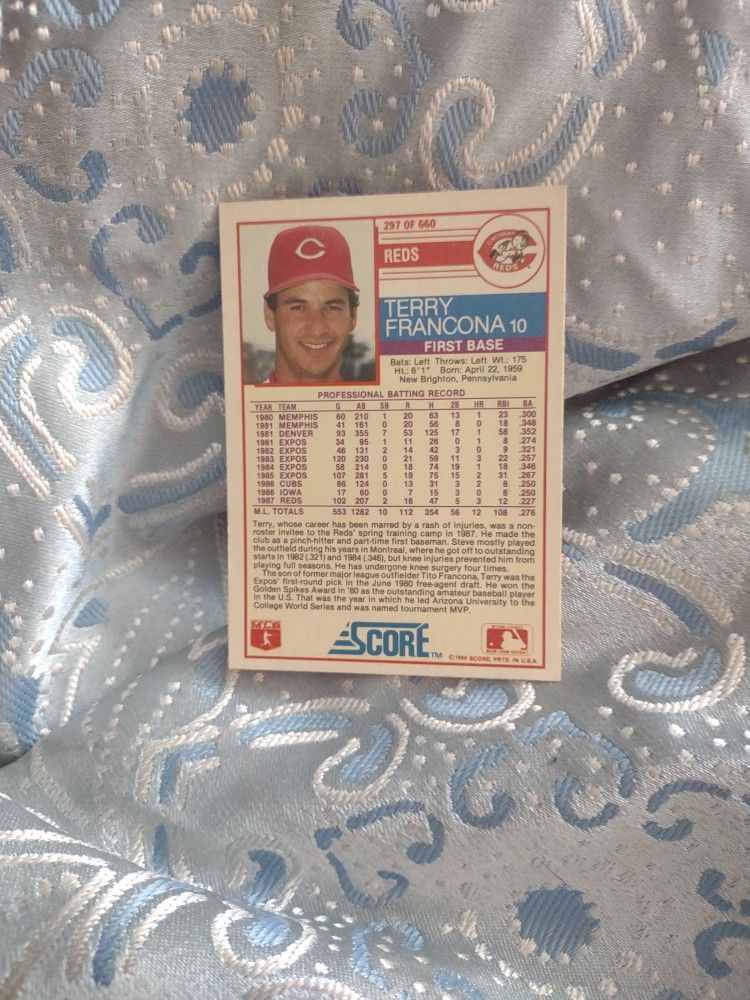 297 OF 660
REDS
CINCINNATI
REDS
TERRY
FRANCONA 10
FIRST BASE
Bats: Left Throws: Left Wt.: 175
Ht.: 6'1" Born: April 22, 1959
New Brighton, Pennsylvania
PROFESSIONAL BATTING RECORD
YEAR TEAM G AB SB R H 2B HR RBI BA
1980 MEMPHIS 60 210 1 20 63 13 1 23 .300
1981 MEMPHIS 41 161 0 20 56 8 0 18 .348
1981 DENVER 93 355 7 53 125 17 1 58 .352
1981 EXPOS 34 95 1 11 26 0 1 8 .274
1982 EXPOS 46 131 2 14 42 3 0 9 .321
1983 EXPOS 120 230 0 21 59 11 3 22 .257
1984 EXPOS 58 214 0 18 74 19 1 18 .346
1985 EXPOS 107 281 5 19 75 15 2 31 .267
1986 CUBS 86 124 0 13 31 3 2 8 .250
1986 IOWA 17 60 0 7 15 3 0 8 .250
1987 REDS 102 207 2 16 47 5 3 12 .227
M.L. TOTALS 553 1282 10 112 354 56 12 108 .276
Terry, whose career has been marred by a rash of injuries, was a non-
roster invitee to the Reds' spring training camp in 1987. He made the
club as a pinch-hitter and part-time first baseman. Steve mostly played
the outfield during his years in Montreal, where he got off to outstanding
starts in 1982 (.321) and 1984 (.346), but knee injuries prevented him from
playing full seasons. He has undergone knee surgery four times.
The son of former major league outfielder Tito Francona, Terry was the
Expos' first-round pick in the June 1980 free-agent draft. He won the
Golden Spikes Award in '80 as the outstanding amateur baseball player
in the U.S. That was the year in which he led Arizona University to the
College World Series and was named tournament MVP.
SCORE TM
© 1988 SCORE, PRTD. IN U.S.A.